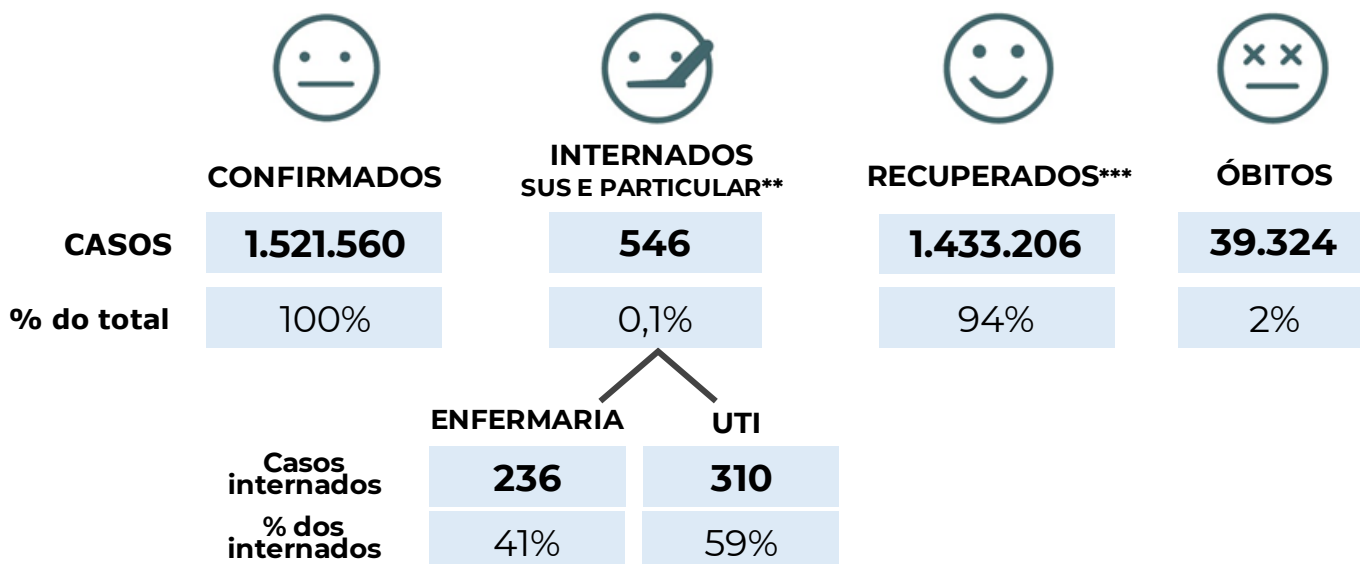 CONFIRMADOS
INTERNADOS
SUS E PARTICULAR**
RECUPERADOS***
ÓBITOS
CASOS
1.521.560
546
1.433.206
39.324
% do total
100%
0,1%
94%
2%
ENFERMARIA
UTI
Casos
internados
236
310
% dos
internados
41%
59%